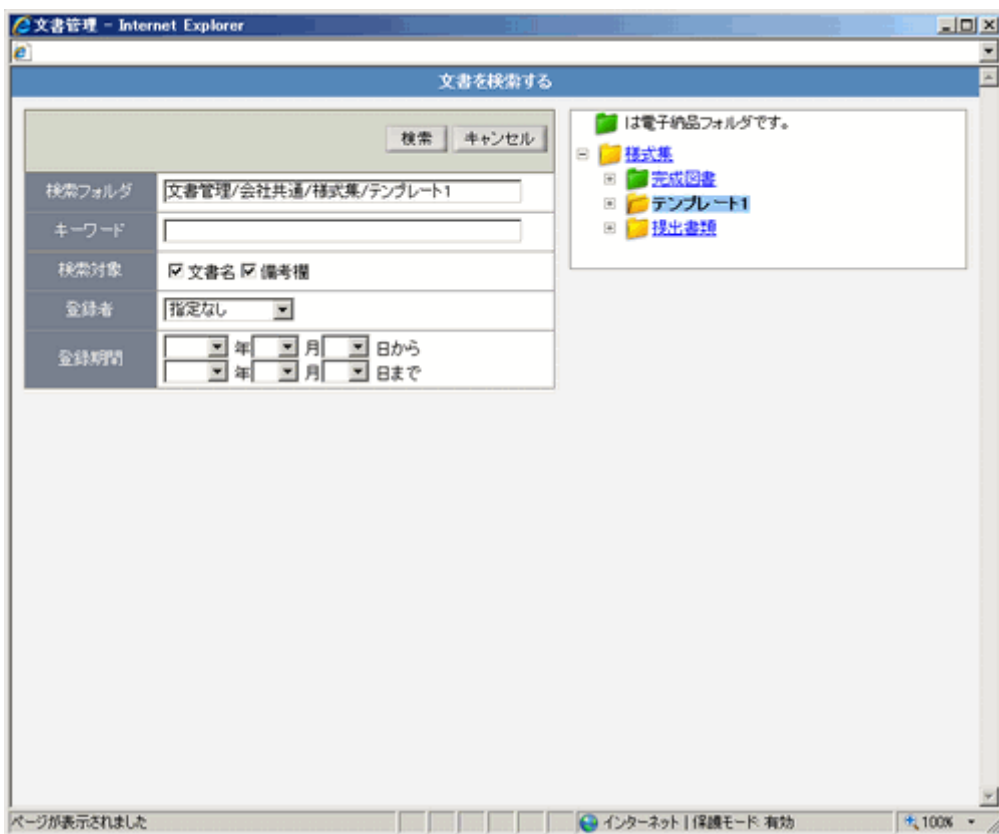 文書管理 - Internet Explorer
文書を検索する
検索 キャンセル
検索フォルダ 文書管理/会社共通/様式集/テンプレート1
キーワード
検索対象 文書名 備考欄
登録者 指定なし
登録期間 年 月 日から
年 月 日まで
は電子納品フォルダです。
様式集
完成図書
テンプレート1
提出書類
ページが表示されました インターネット | 保護モード: 有効 100%